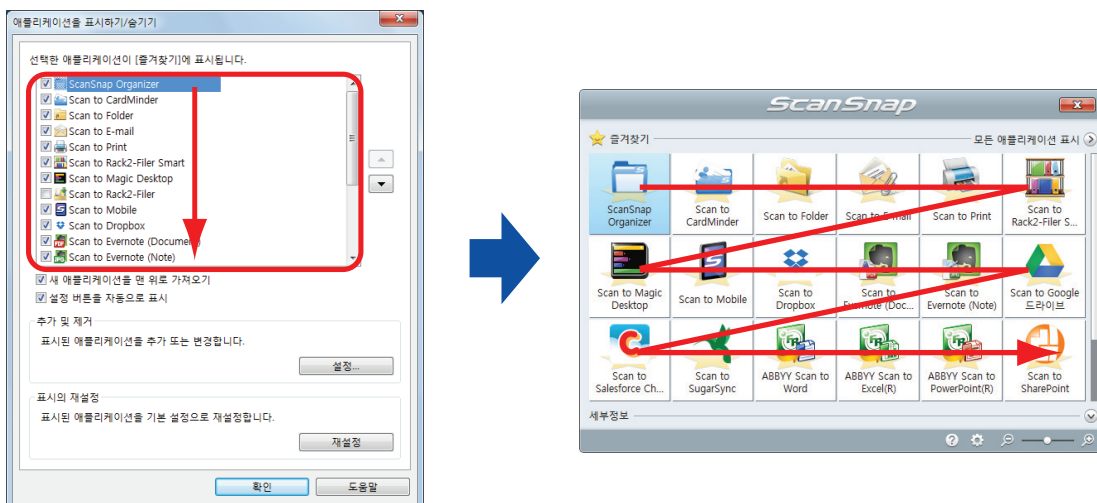 애플리케이션을 표시하기/숨기기
선택한 애플리케이션이 [즐겨찾기]에 표시됩니다.
ScanSnap Organizer
Scan to CardMinder
Scan to Folder
Scan to E-mail
Scan to Print
Scan to Rack2-Filer Smart
Scan to Magic Desktop
Scan to Rack2-Filer
Scan to Mobile
Scan to Dropbox
Scan to Evernote (Document)
Scan to Evernote (Note)
새 애플리케이션을 맨 위로 가져오기
설정 버튼을 자동으로 표시
추가 및 제거
표시된 애플리케이션을 추가 또는 변경합니다.
설정...
표시의 재설정
표시된 애플리케이션을 기본 설정으로 재설정합니다.
재설정
확인
도움말
ScanSnap
즐겨찾기
모든 애플리케이션 표시
ScanSnap
Organizer
Scan to
CardMinder
Scan to Folder
Scan to E-mail
Scan to Print
Scan to
Rack2-Filer S...
Scan to Magic
Desktop
Scan to Mobile
Scan to
Dropbox
Scan to
Evernote (Doc...
Scan to
Evernote (Note)
Scan to Google
드라이브
Scan to
Salesforce Ch...
Scan to
SugarSync
ABBYY Scan to
Word
ABBYY Scan to
Excel(R)
ABBYY Scan to
PowerPoint(R)
Scan to
SharePoint
세부정보